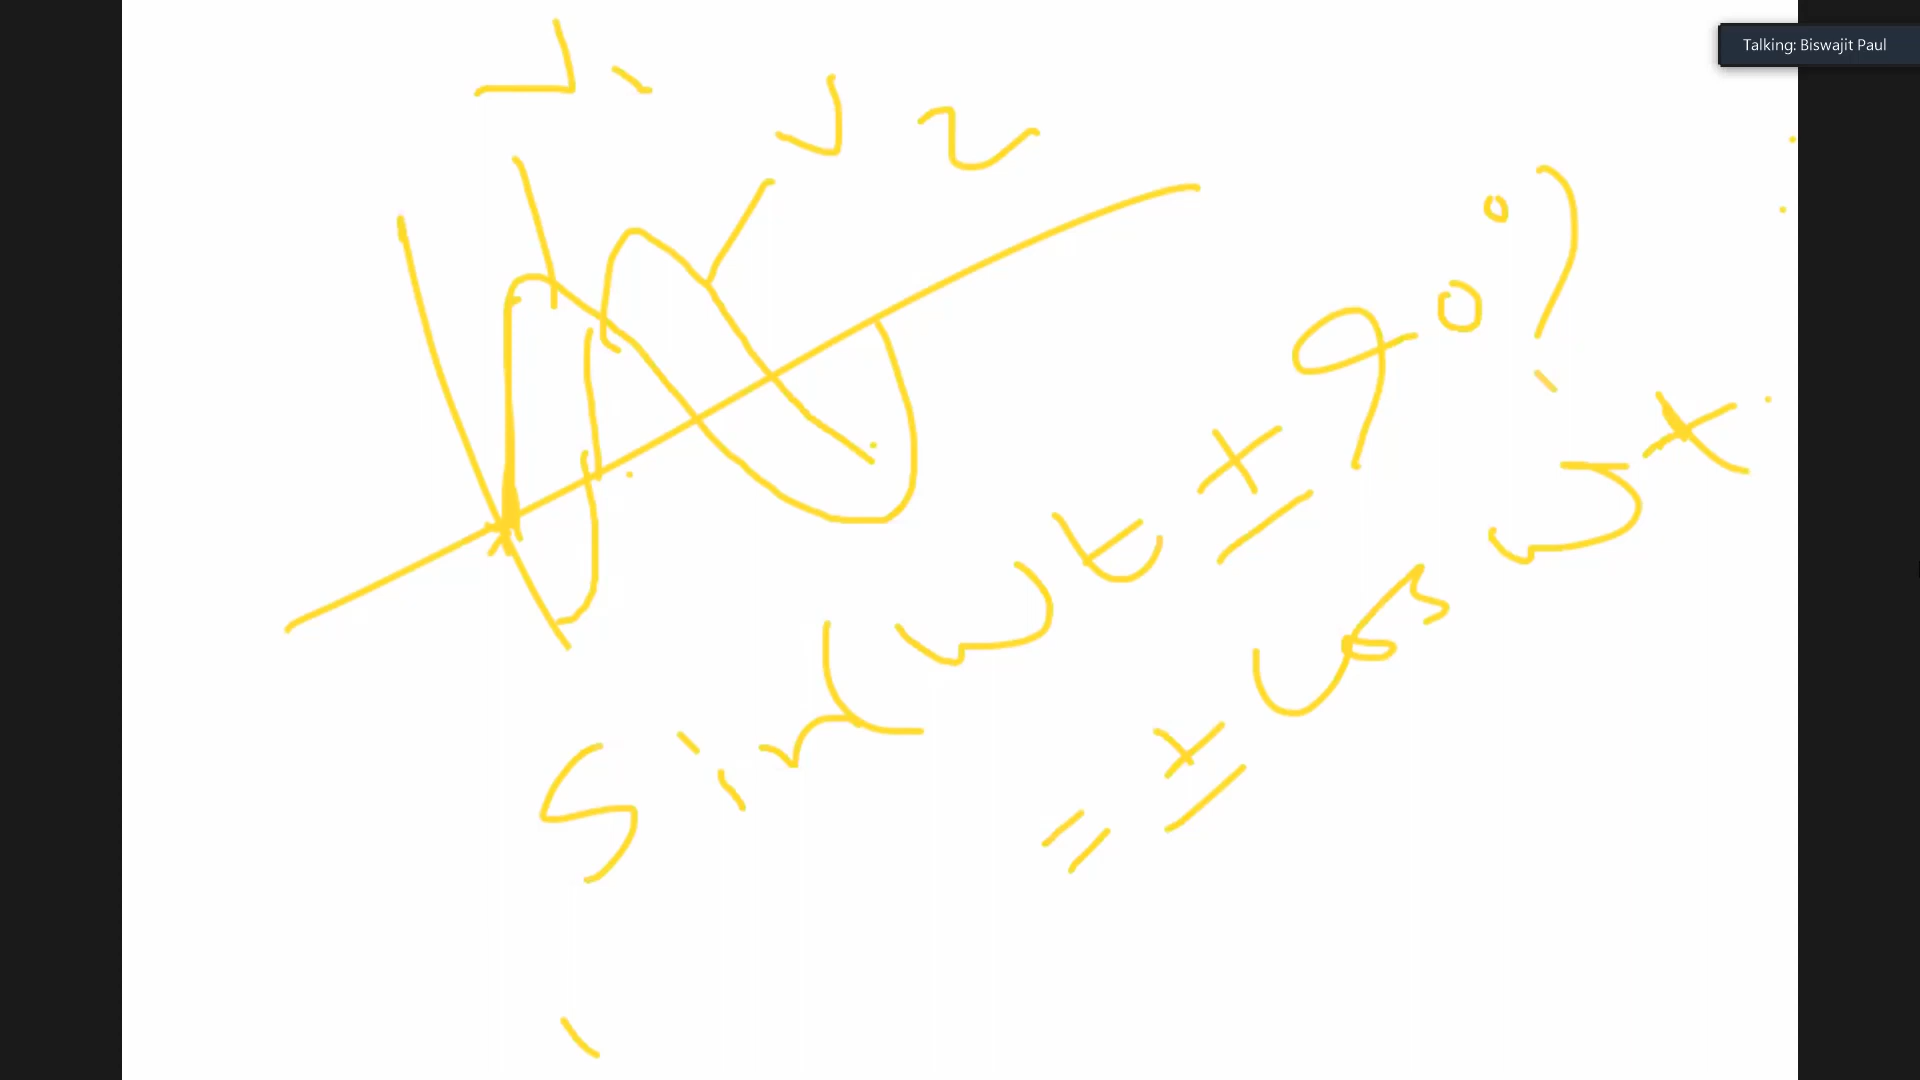 Talking: Biswajit Paul
V1
V2
sin(ωt ± 90°)
= ± cos ωt